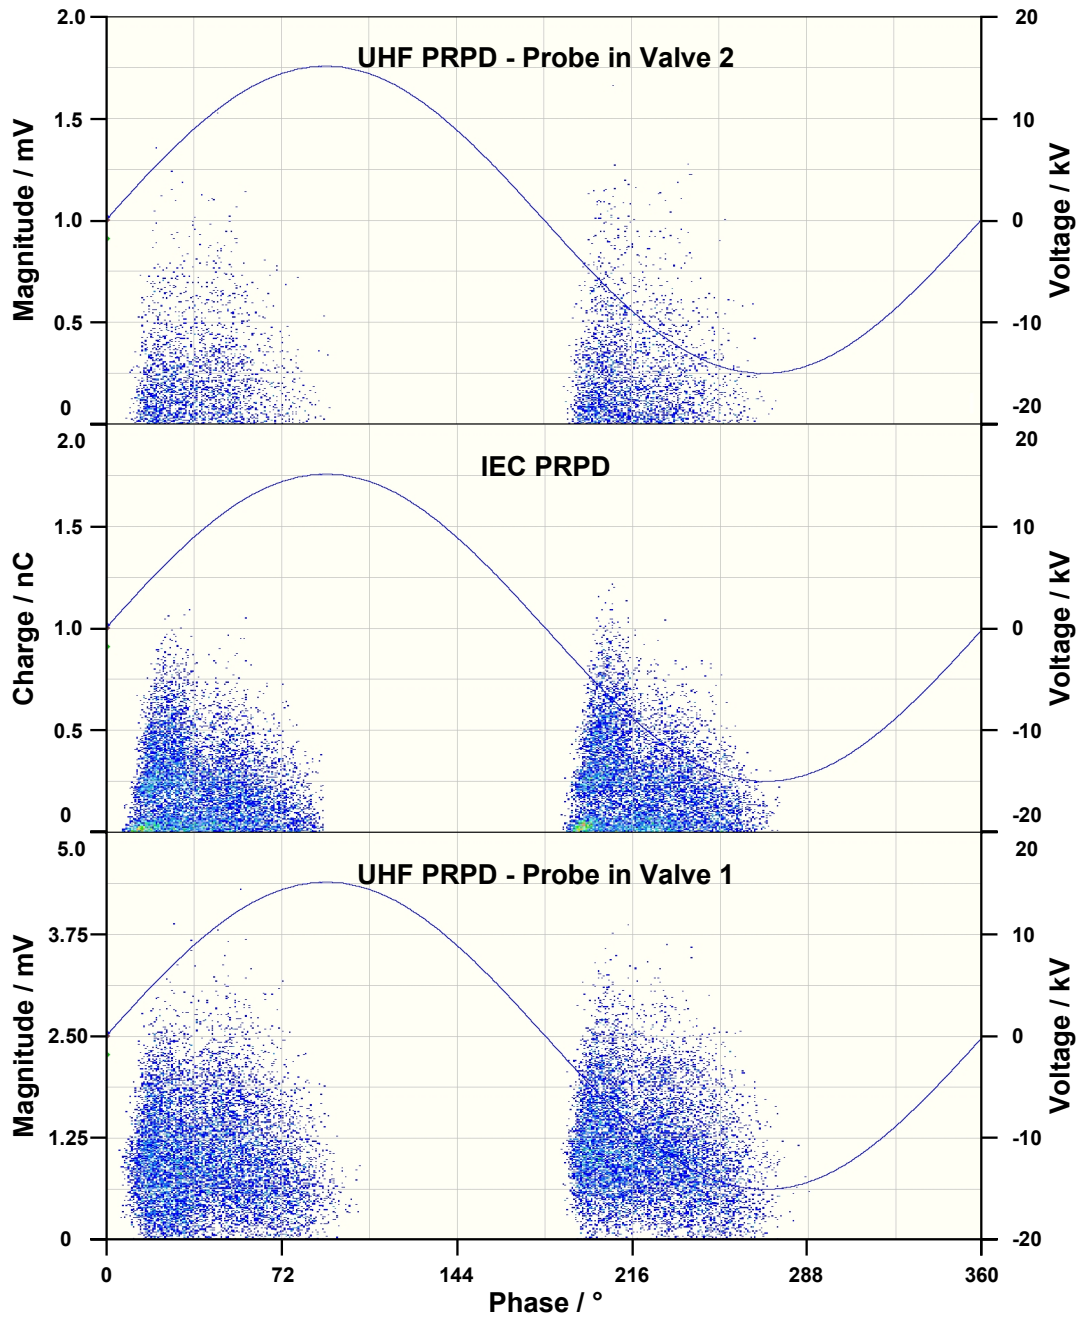 2.0
20
UHF PRPD - Probe in Valve 2
1.5
10
Magnitude / mV
Voltage / kV
1.0
0
0.5
-10
0
-20
2.0
20
IEC PRPD
1.5
10
Charge / nC
Voltage / kV
1.0
0
0.5
-10
0
-20
5.0
20
UHF PRPD - Probe in Valve 1
3.75
10
Magnitude / mV
Voltage / kV
2.50
0
1.25
-10
0
-20
0 72 144 216 288 360
Phase / °